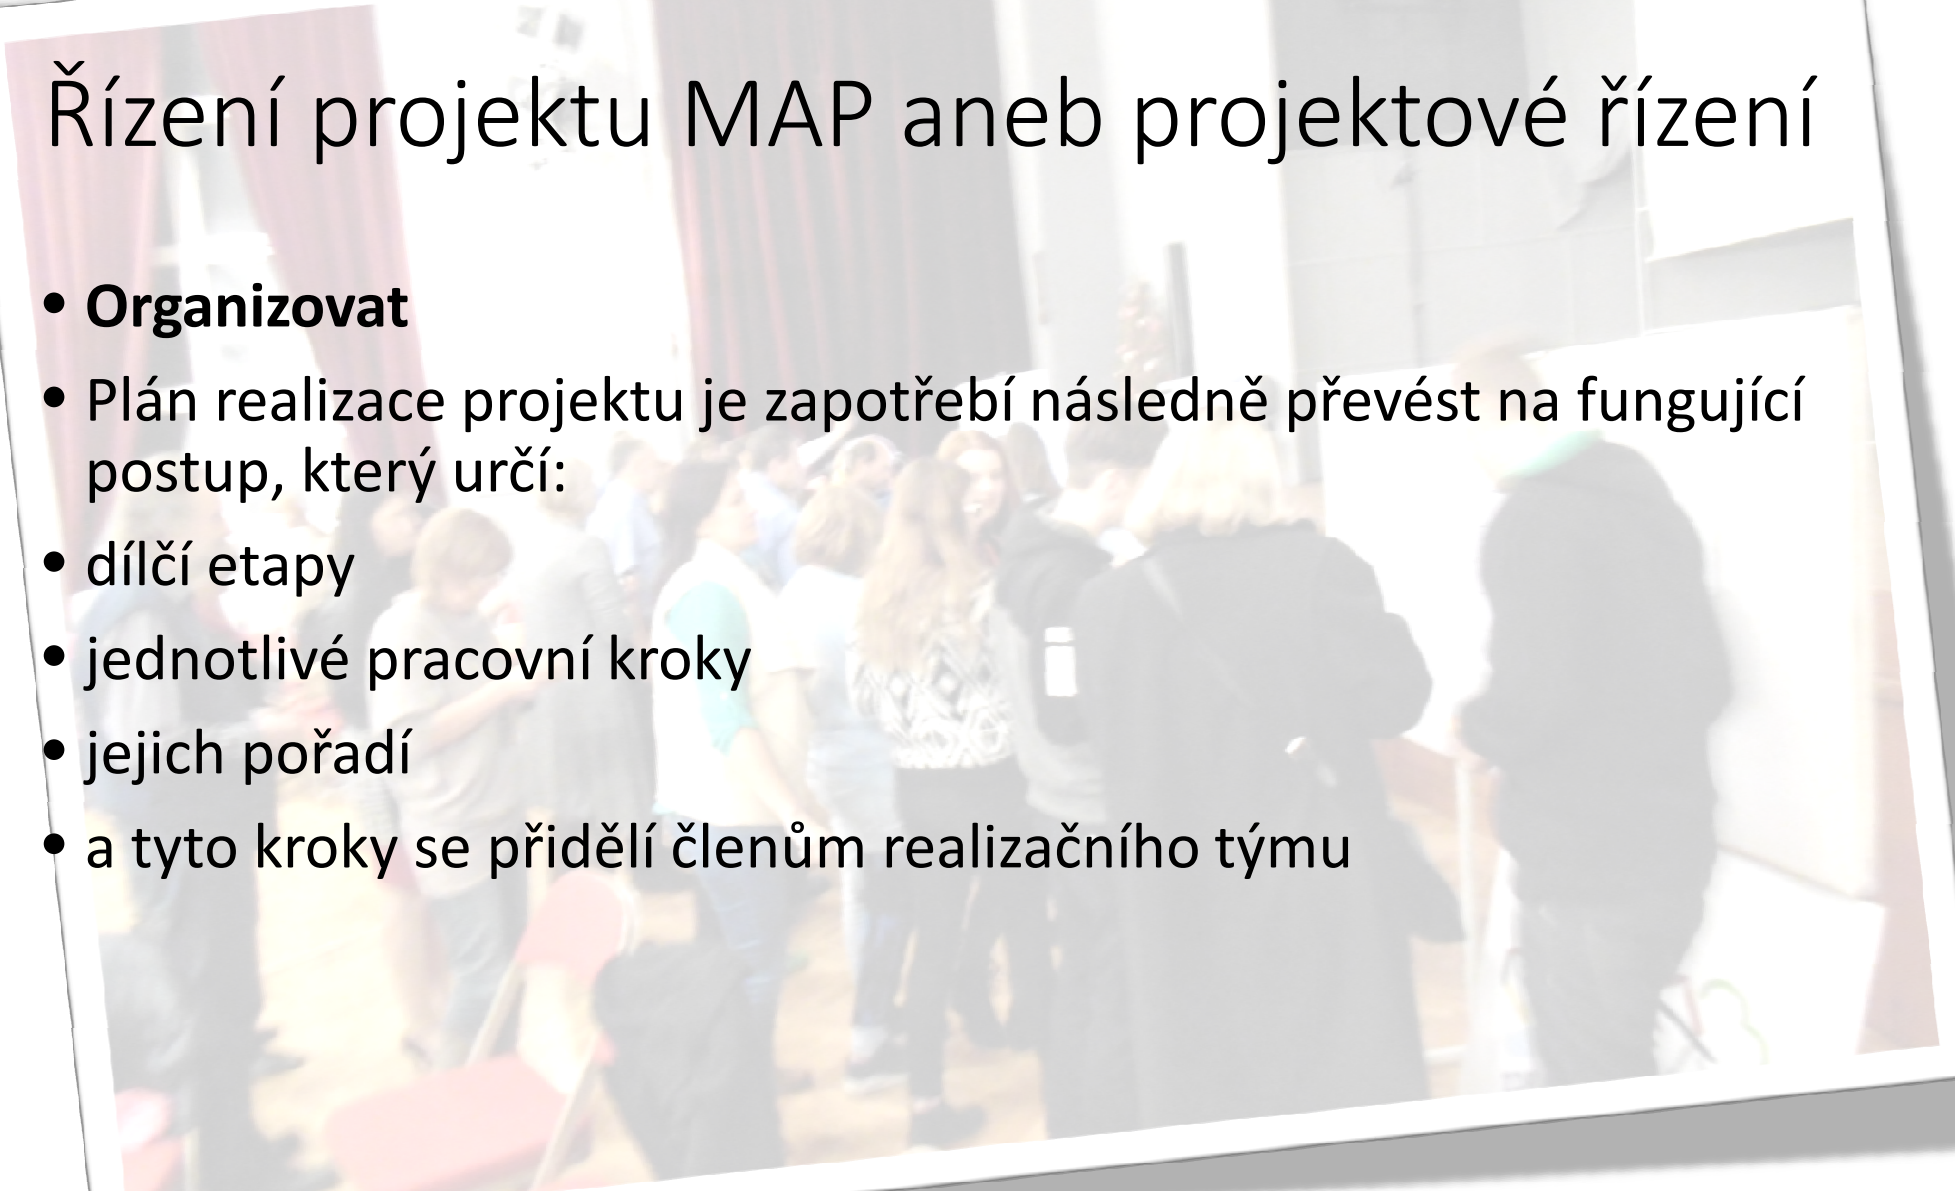 Řízení projektu MAP aneb projektové řízení
• Organizovat
• Plán realizace projektu je zapotřebí následně převést na fungující
postup, který určí:
• dílčí etapy
• jednotlivé pracovní kroky
• jejich pořadí
• a tyto kroky se přidělí členům realizačního týmu